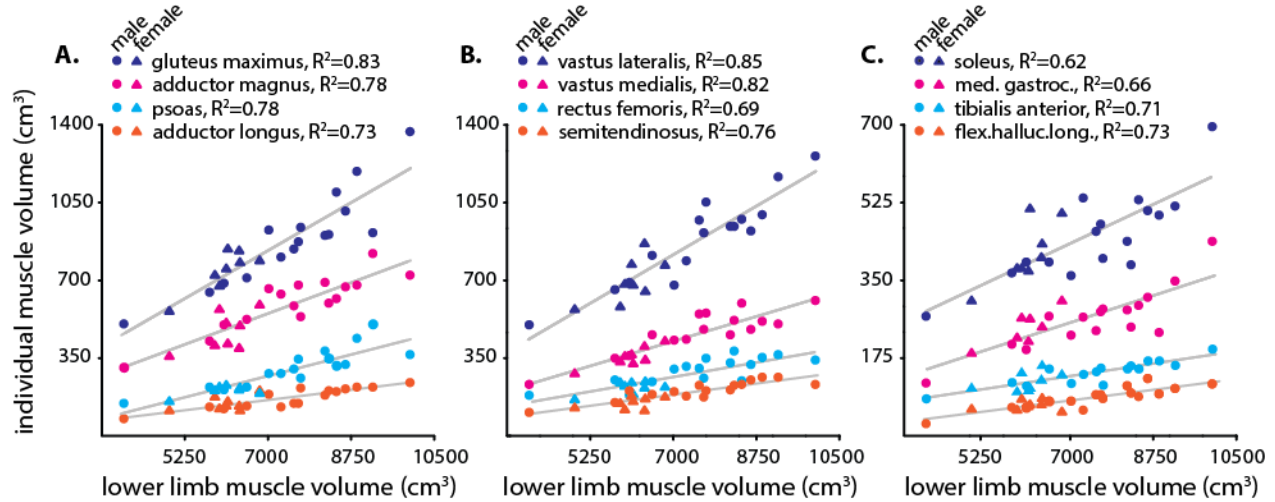 male female
A. gluteus maximus, R²=0.83
adductor magnus, R²=0.78
psoas, R²=0.78
adductor longus, R²=0.73
male female
B. vastus lateralis, R²=0.85
vastus medialis, R²=0.82
rectus femoris, R²=0.69
semitendinosus, R²=0.76
male female
C. soleus, R²=0.62
med. gastroc., R²=0.66
tibialis anterior, R²=0.71
flex.halluc.long., R²=0.73
individual muscle volume (cm³)
1400
1050
700
350
5250 7000 8750 10500
lower limb muscle volume (cm³)
1400
1050
700
350
5250 7000 8750 10500
lower limb muscle volume (cm³)
700
525
350
175
5250 7000 8750 10500
lower limb muscle volume (cm³)